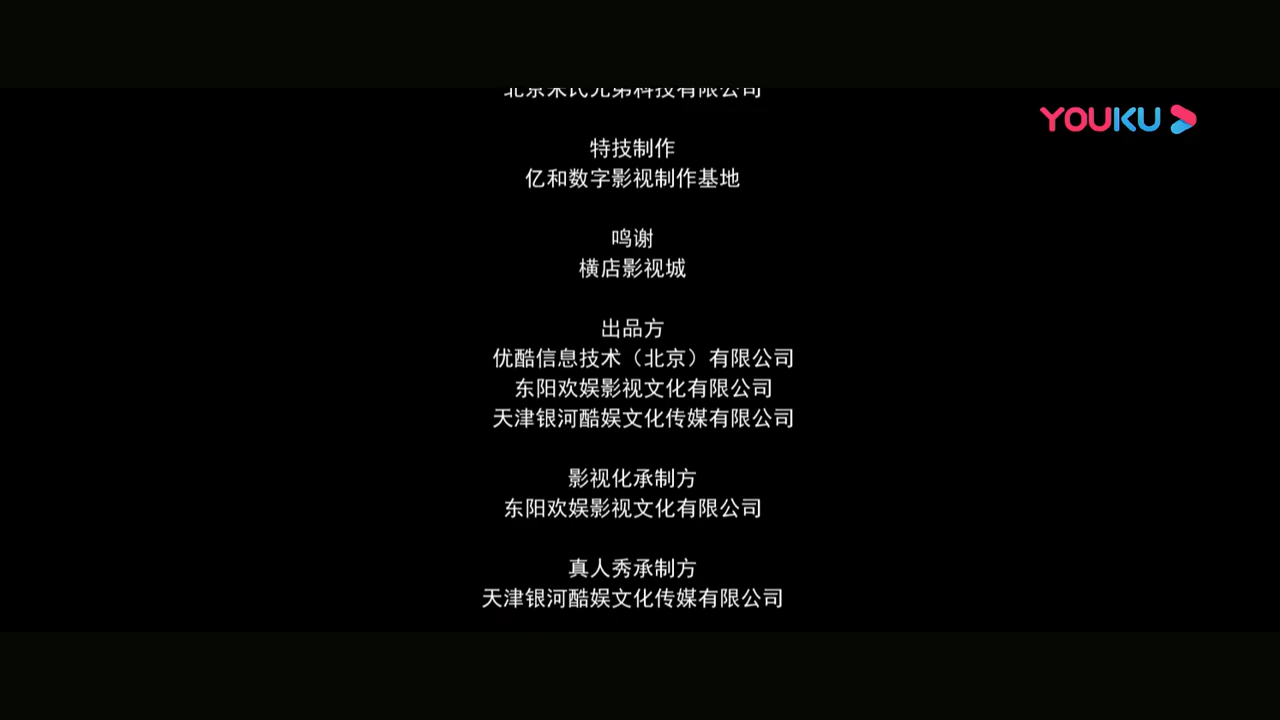 特技制作
YOUKU
亿和数字影视制作基地
鸣谢
横店影视城
出品方
优酷信息技术（北京）有限公司
东阳欢娱影视文化有限公司
天津银河酷娱文化传媒有限公司
影视化承制方
东阳欢娱影视文化有限公司
真人秀承制方
天津银河酷娱文化传媒有限公司